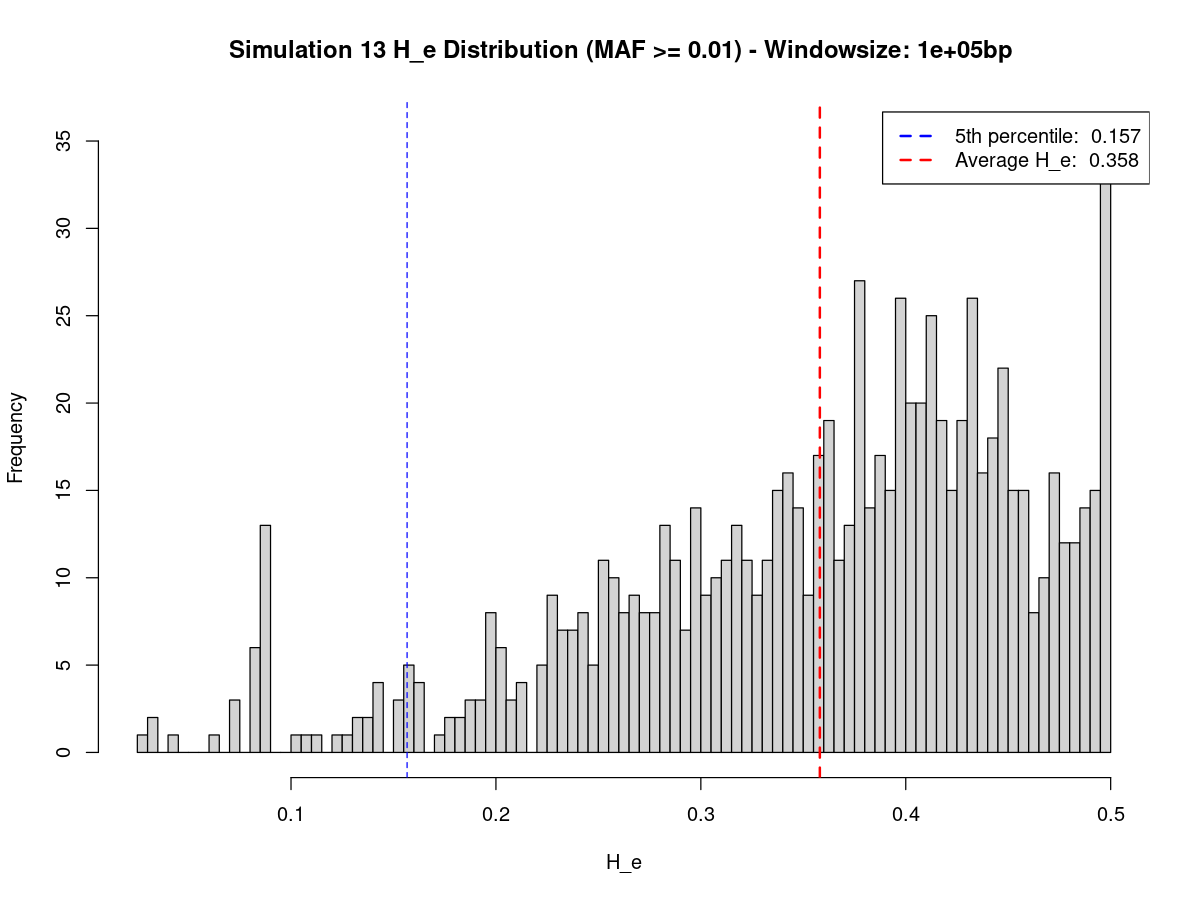 Simulation 13 H_e Distribution (MAF >= 0.01) - Windowsize: 1e+05bp
5th percentile: 0.157
Average H_e: 0.358
Frequency
35
30
25
20
15
10
5
0
0.1 0.2 0.3 0.4 0.5
H_e